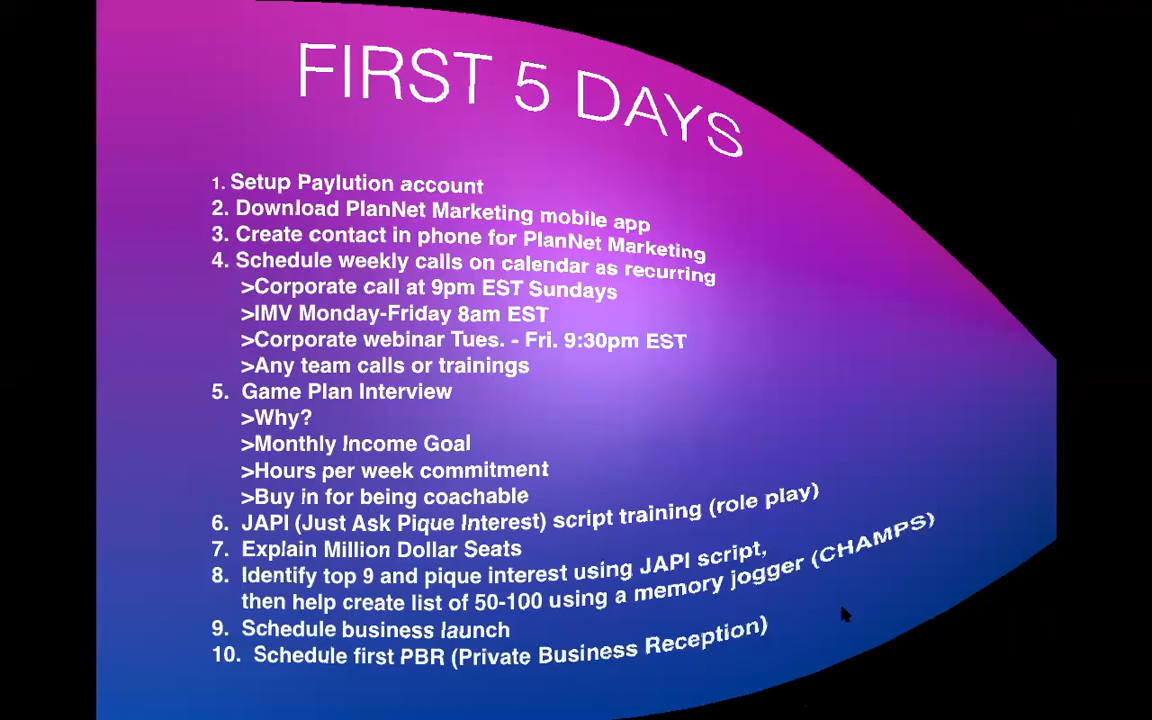 FIRST 5 DAYS
1. Setup Paylution account
2. Download PlanNet Marketing mobile app
3. Create contact in phone for PlanNet Marketing
4. Schedule weekly calls on calendar as recurring
>Corporate call at 9pm EST Sundays
>IMV Monday-Friday 8am EST
>Corporate webinar Tues. - Fri. 9:30pm EST
>Any team calls or trainings
5. Game Plan Interview
>Why?
>Monthly Income Goal
>Hours per week commitment
>Buy in for being coachable
6. JAPI (Just Ask Pique Interest) script training (role play)
7. Explain Million Dollar Seats
8. Identify top 9 and pique interest using JAPI script,
then help create list of 50-100 using a memory jogger (CHAMPS)
9. Schedule business launch
10. Schedule first PBR (Private Business Reception)